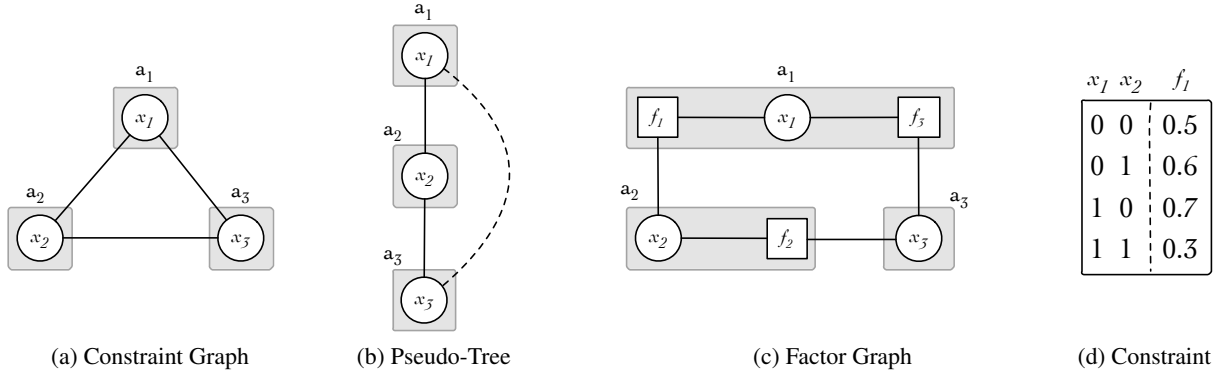 a1
x1
a2
x2
a3
x3
(a) Constraint Graph
a1
x1
a2
x2
a3
x3
(b) Pseudo-Tree
a1
f1 x1 f3
a2 a3
x2 f2 x3
(c) Factor Graph
x1 x2 f1
0 0 0.5
0 1 0.6
1 0 0.7
1 1 0.3
(d) Constraint